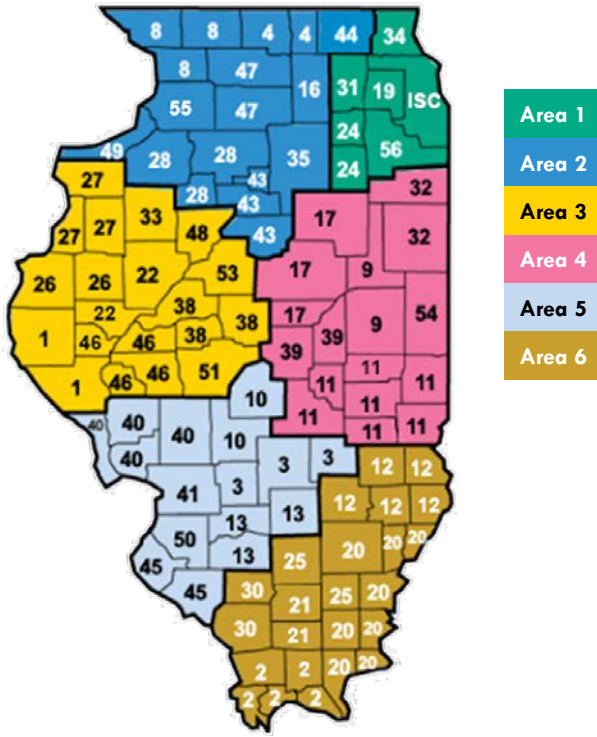 8 8 4 4 44 34
8 47 16 31 19 ISC
55 47 24
49 28 28 35 24 56
27 28 43 43 32
27 27 33 48 43 17 32
26 26 22 53 17 9
22 38 17 54
1 46 46 38 38 39 39 9
1 46 46 51 11 11 11
10 11 11
40 40 40 10 11 11
40 3 3 12 12
41 3 12 12 12
50 13 13 20 20 20
45 13 25
45 30 21 25 20
30 21 20 20
2 2 20 20
2 2 2
Area 1
Area 2
Area 3
Area 4
Area 5
Area 6